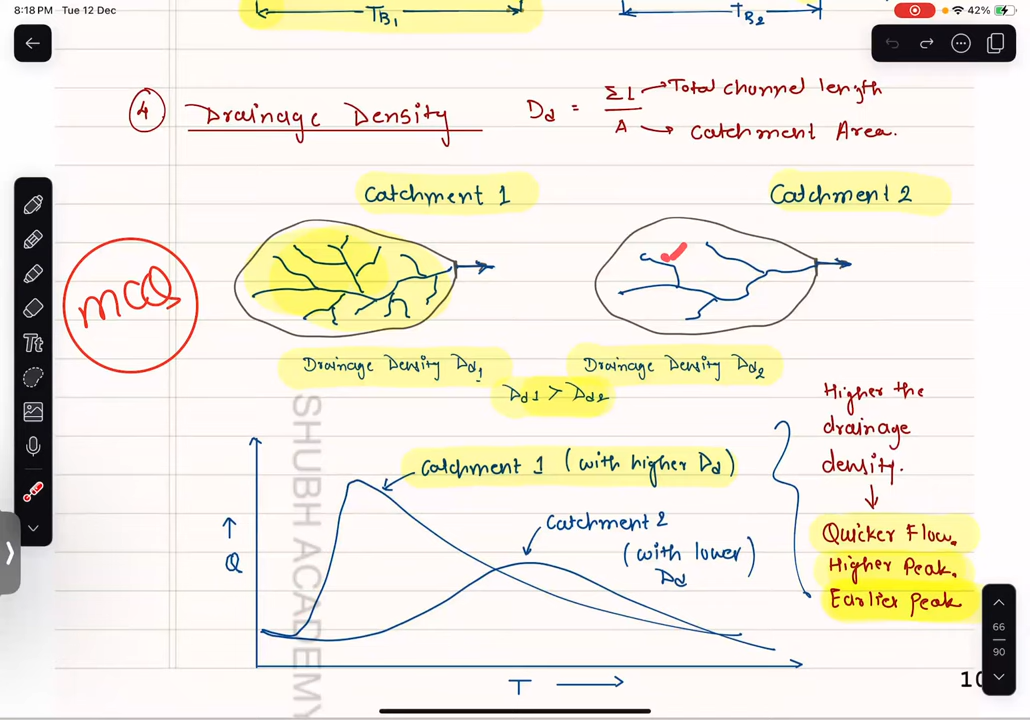 8:18 PM Tue 12 Dec
42%
TB1
TB2
4 Drainage Density Dd = ΣL / A
Total channel length
Catchment Area.
Catchment 1
Catchment 2
MCQ
Tt
Drainage Density Dd1
Drainage Density Dd2
Dd1 > Dd2
Higher the
drainage
density.
Catchment 1 (with higher Dd)
Catchment 2
(with lower)
Dd
Quicker Flow.
Higher Peak.
Earlier Peak
Q
T
SHUBH ACADEMY
66
90
10